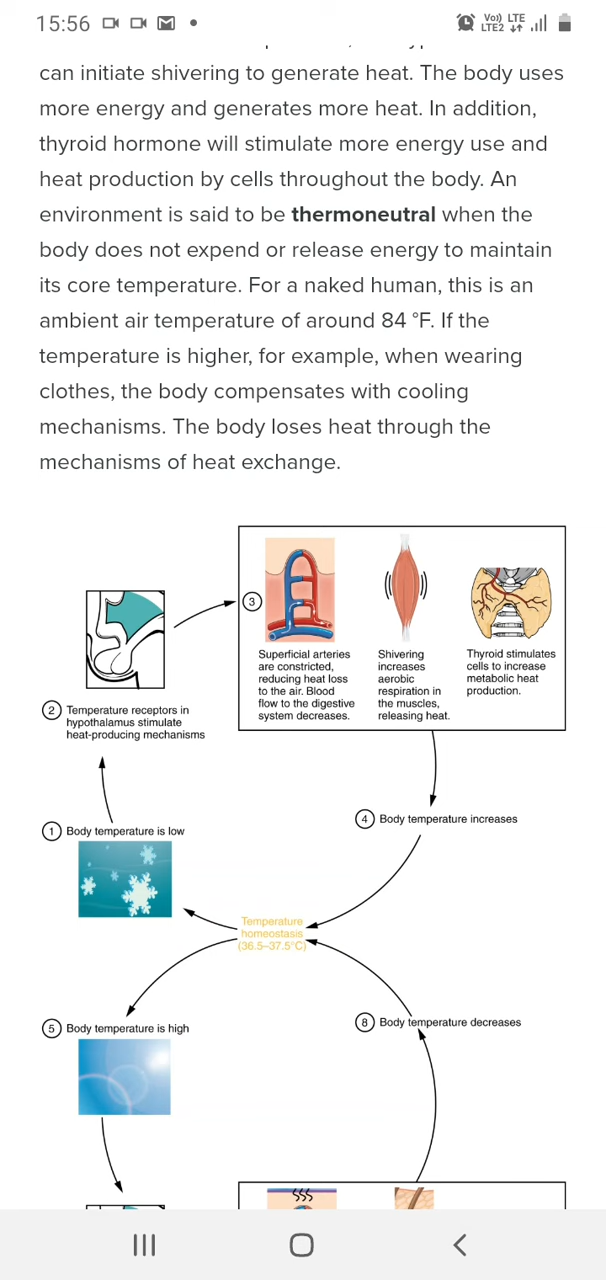 15:56
Vo)) LTE
LTE2
can initiate shivering to generate heat. The body uses
more energy and generates more heat. In addition,
thyroid hormone will stimulate more energy use and
heat production by cells throughout the body. An
environment is said to be thermoneutral when the
body does not expend or release energy to maintain
its core temperature. For a naked human, this is an
ambient air temperature of around 84 °F. If the
temperature is higher, for example, when wearing
clothes, the body compensates with cooling
mechanisms. The body loses heat through the
mechanisms of heat exchange.
3
Superficial arteries
are constricted,
reducing heat loss
to the air. Blood
flow to the digestive
system decreases.
Shivering
increases
aerobic
respiration in
the muscles,
releasing heat.
Thyroid stimulates
cells to increase
metabolic heat
production.
2 Temperature receptors in
hypothalamus stimulate
heat-producing mechanisms
4 Body temperature increases
1 Body temperature is low
Temperature
homeostasis
(36.5–37.5°C)
5 Body temperature is high
8 Body temperature decreases